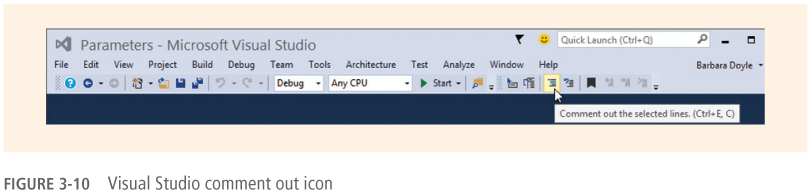 Parameters - Microsoft Visual Studio
Quick Launch (Ctrl+Q)
File Edit View Project Build Debug Team Tools Architecture Test Analyze Window Help
Barbara Doyle
Debug Any CPU Start
Comment out the selected lines. (Ctrl+E, C)
FIGURE 3-10 Visual Studio comment out icon